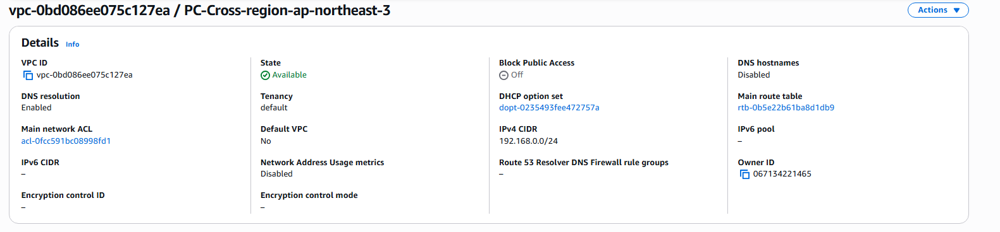 vpc-0bd086ee075c127ea / PC-Cross-region-ap-northeast-3
Actions
Details Info
VPC ID
vpc-0bd086ee075c127ea
State
Available
Block Public Access
Off
DNS hostnames
Disabled
DNS resolution
Enabled
Tenancy
default
DHCP option set
dopt-0235493fee472757a
Main route table
rtb-0b5e22b61ba8d1db9
Main network ACL
acl-0fcc591bc08998fd1
Default VPC
No
IPv4 CIDR
192.168.0.0/24
IPv6 pool
–
IPv6 CIDR
–
Network Address Usage metrics
Disabled
Route 53 Resolver DNS Firewall rule groups
–
Owner ID
067134221465
Encryption control ID
–
Encryption control mode
–